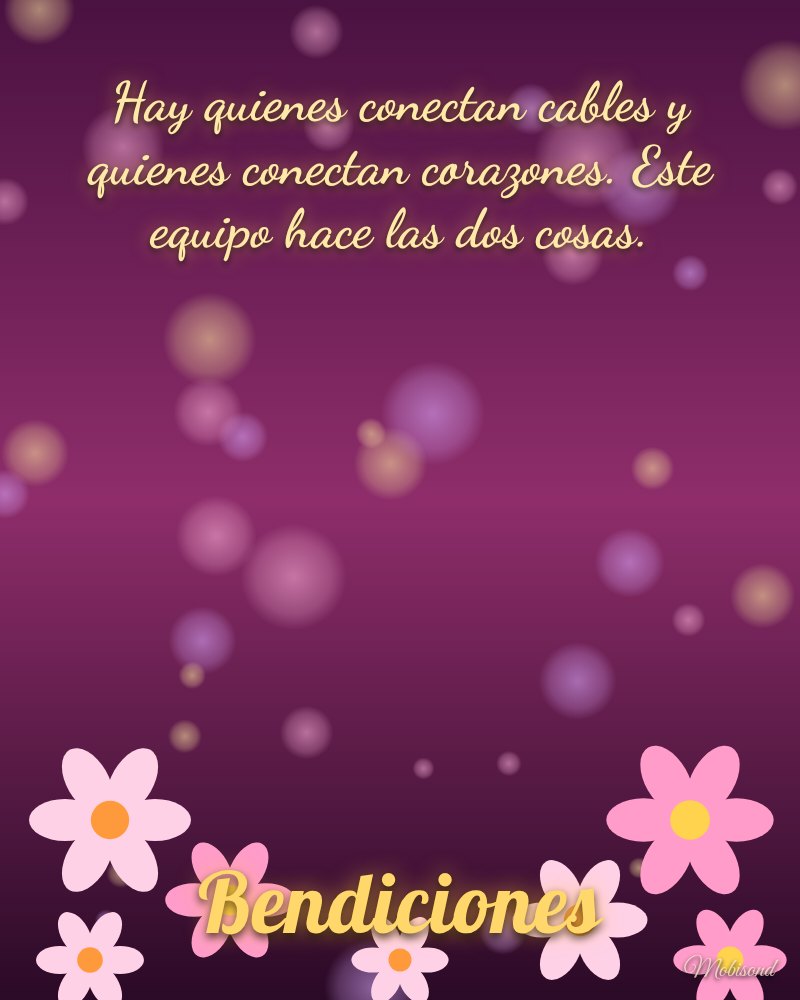 Hay quienes conectan cables y
quienes conectan corazones. Este
equipo hace las dos cosas.
Bendiciones
Mobisond